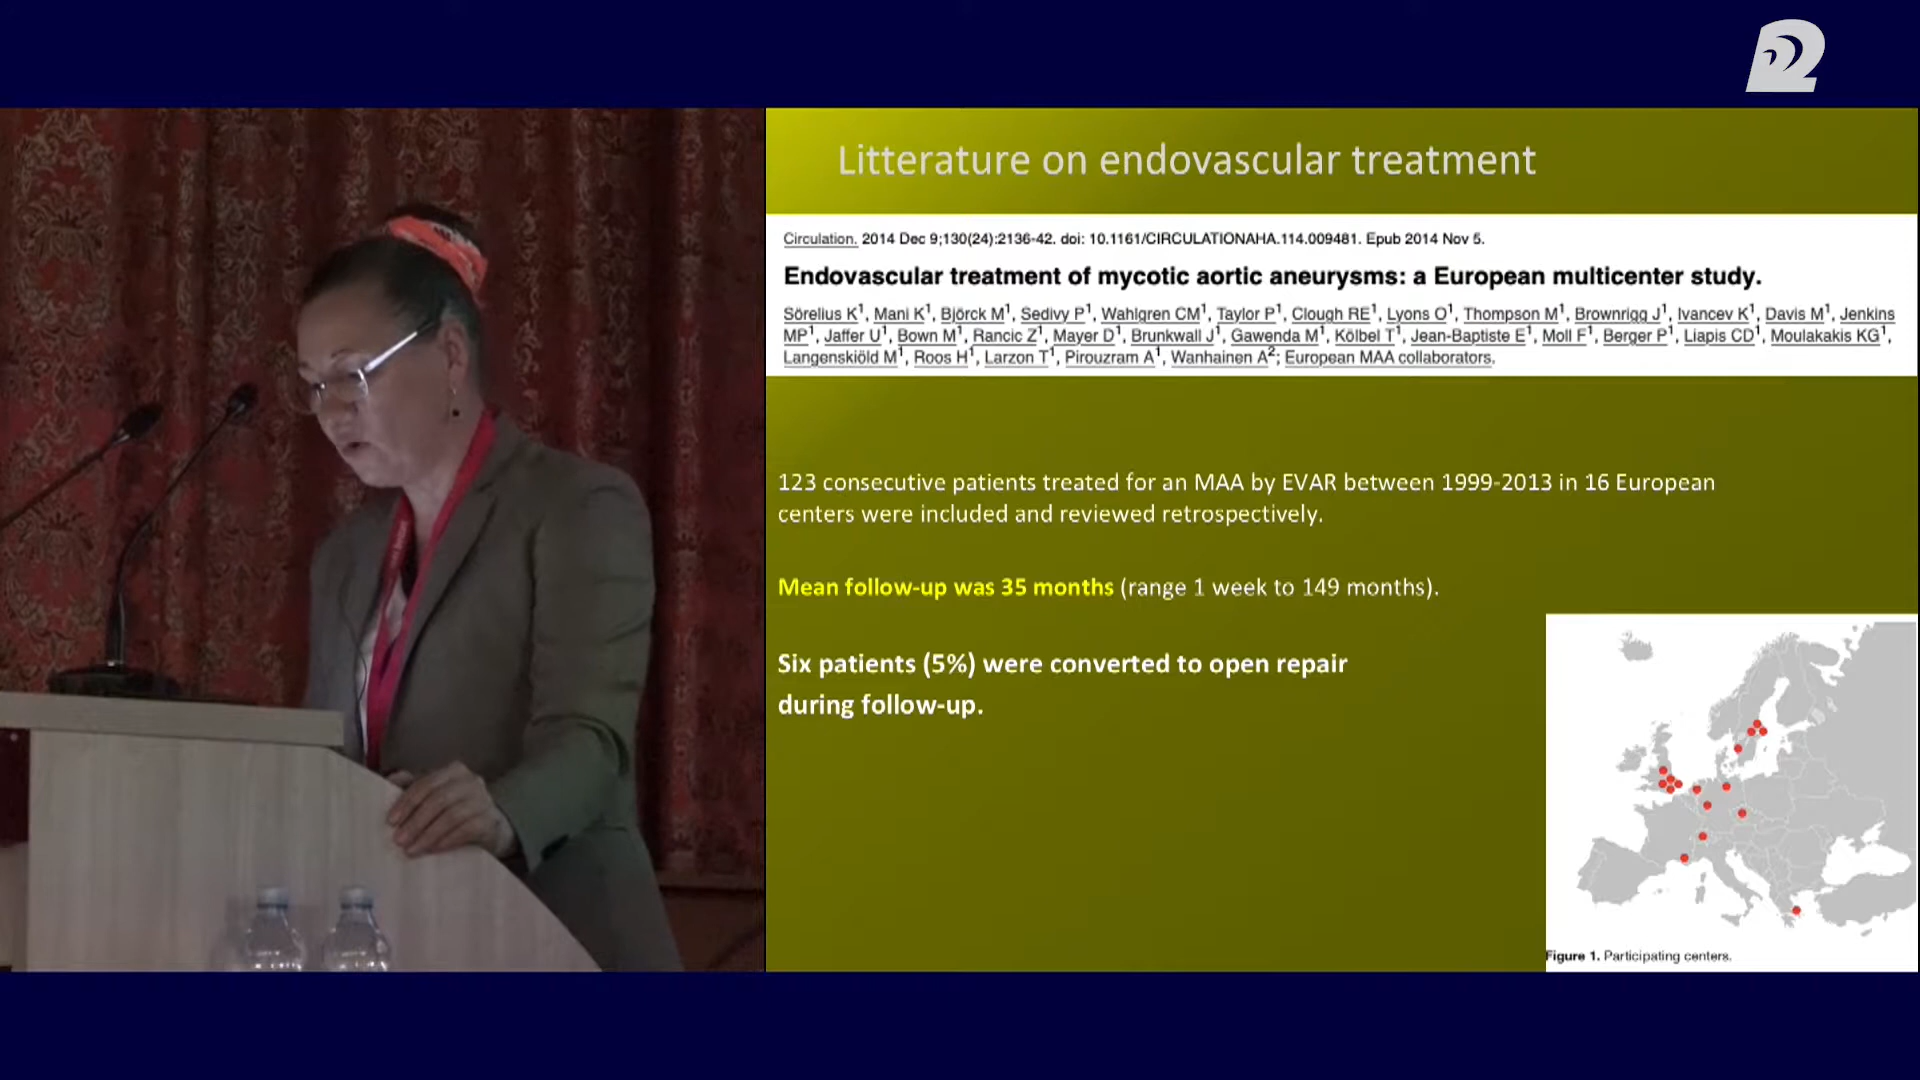 Litterature on endovascular treatment
Circulation. 2014 Dec 9;130(24):2136-42. doi: 10.1161/CIRCULATIONAHA.114.009481. Epub 2014 Nov 5.
Endovascular treatment of mycotic aortic aneurysms: a European multicenter study.
Sörelius K1, Mani K1, Björck M1, Sedivy P1, Wahlgren CM1, Taylor P1, Clough RE1, Lyons O1, Thompson M1, Brownrigg J1, Ivancev K1, Davis M1, Jenkins
MP1, Jaffer U1, Bown M1, Rancic Z1, Mayer D1, Brunkwall J1, Gawenda M1, Kölbel T1, Jean-Baptiste E1, Moll F1, Berger P1, Liapis CD1, Moulakakis KG1,
Langenskiöld M1, Roos H1, Larzon T1, Pirouzram A1, Wanhainen A2; European MAA collaborators.
123 consecutive patients treated for an MAA by EVAR between 1999-2013 in 16 European
centers were included and reviewed retrospectively.
Mean follow-up was 35 months (range 1 week to 149 months).
Six patients (5%) were converted to open repair
during follow-up.
Figure 1. Participating centers.